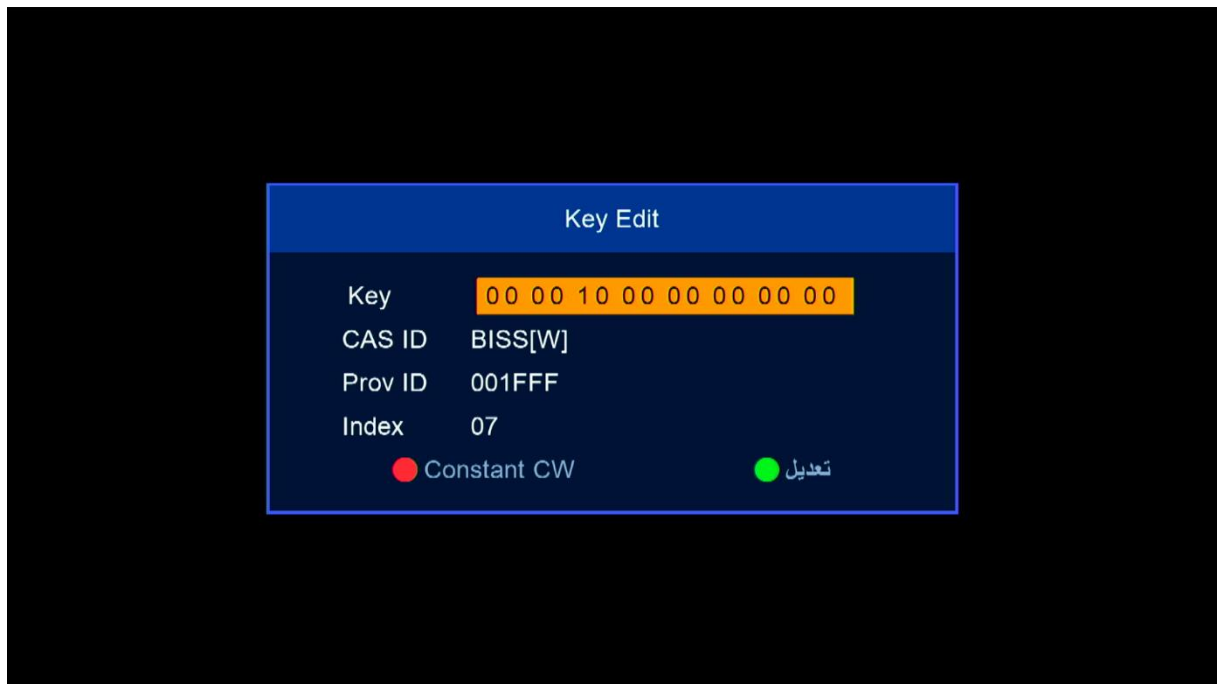 Key Edit
Key 00 00 10 00 00 00 00 00
CAS ID BISS[W]
Prov ID 001FFF
Index 07
Constant CW تعديل